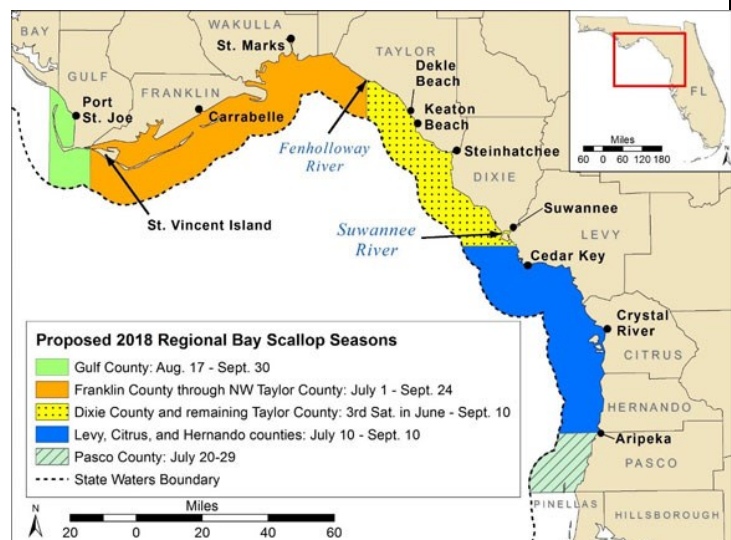 BAY
WAKULLA
St. Marks
TAYLOR
Dekle
Beach
GULF
Port
St. Joe
FRANKLIN
Carrabelle
Keaton
Beach
Fenholloway
River
Steinhatchee
DIXIE
St. Vincent Island
Suwannee
Suwannee
River
LEVY
Cedar Key
Crystal
River
CITRUS
HERNANDO
Aripeka
PASCO
PINELLAS
HILLSBOROUGH
FL
Miles
60 0 60 120 180
N
Proposed 2018 Regional Bay Scallop Seasons
Gulf County: Aug. 17 - Sept. 30
Franklin County through NW Taylor County: July 1 - Sept. 24
Dixie County and remaining Taylor County: 3rd Sat. in June - Sept. 10
Levy, Citrus, and Hernando counties: July 10 - Sept. 10
Pasco County: July 20-29
State Waters Boundary
Miles
20 0 20 40 60
N